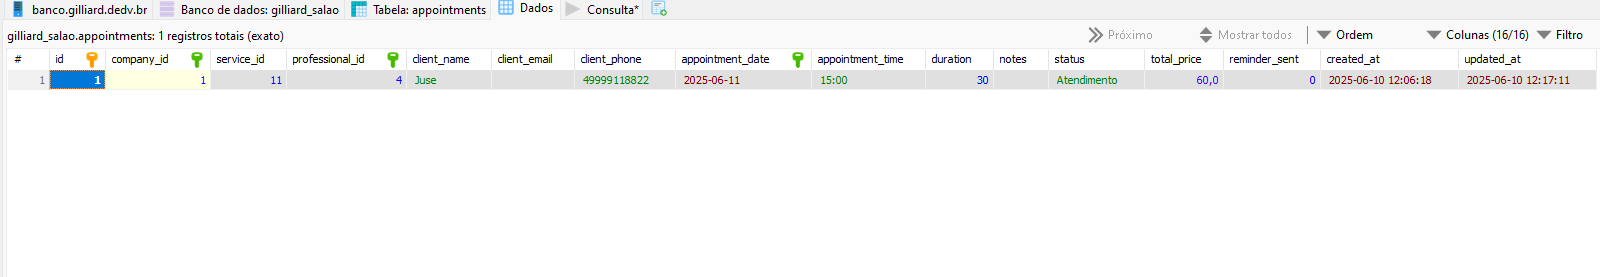 banco.gilliard.dedv.br Banco de dados: gilliard_salao Tabela: appointments Dados Consulta*
gilliard_salao.appointments: 1 registros totais (exato) Próximo Mostrar todos Ordem Colunas (16/16) Filtro
# id company_id service_id professional_id client_name client_email client_phone appointment_date appointment_time duration notes status total_price reminder_sent created_at updated_at
1 1 1 11 4 Juse 49999118822 2025-06-11 15:00 30 Atendimento 60,0 0 2025-06-10 12:06:18 2025-06-10 12:17:11